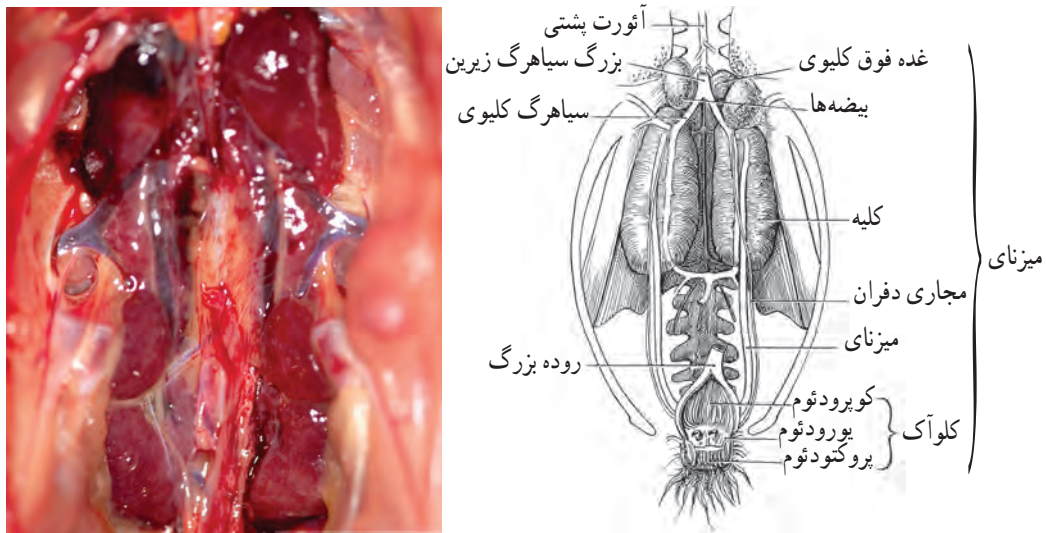 آئورت پشتی
بزرگ سیاهرگ زیرین
سیاهرگ کلیوی
غده فوق کلیوی
بیضه‌ها
کلیه
مجاری دفران
میزنای
روده بزرگ
کوپرودئوم
یورودئوم
پروکتودئوم
کلوآک
میزنای